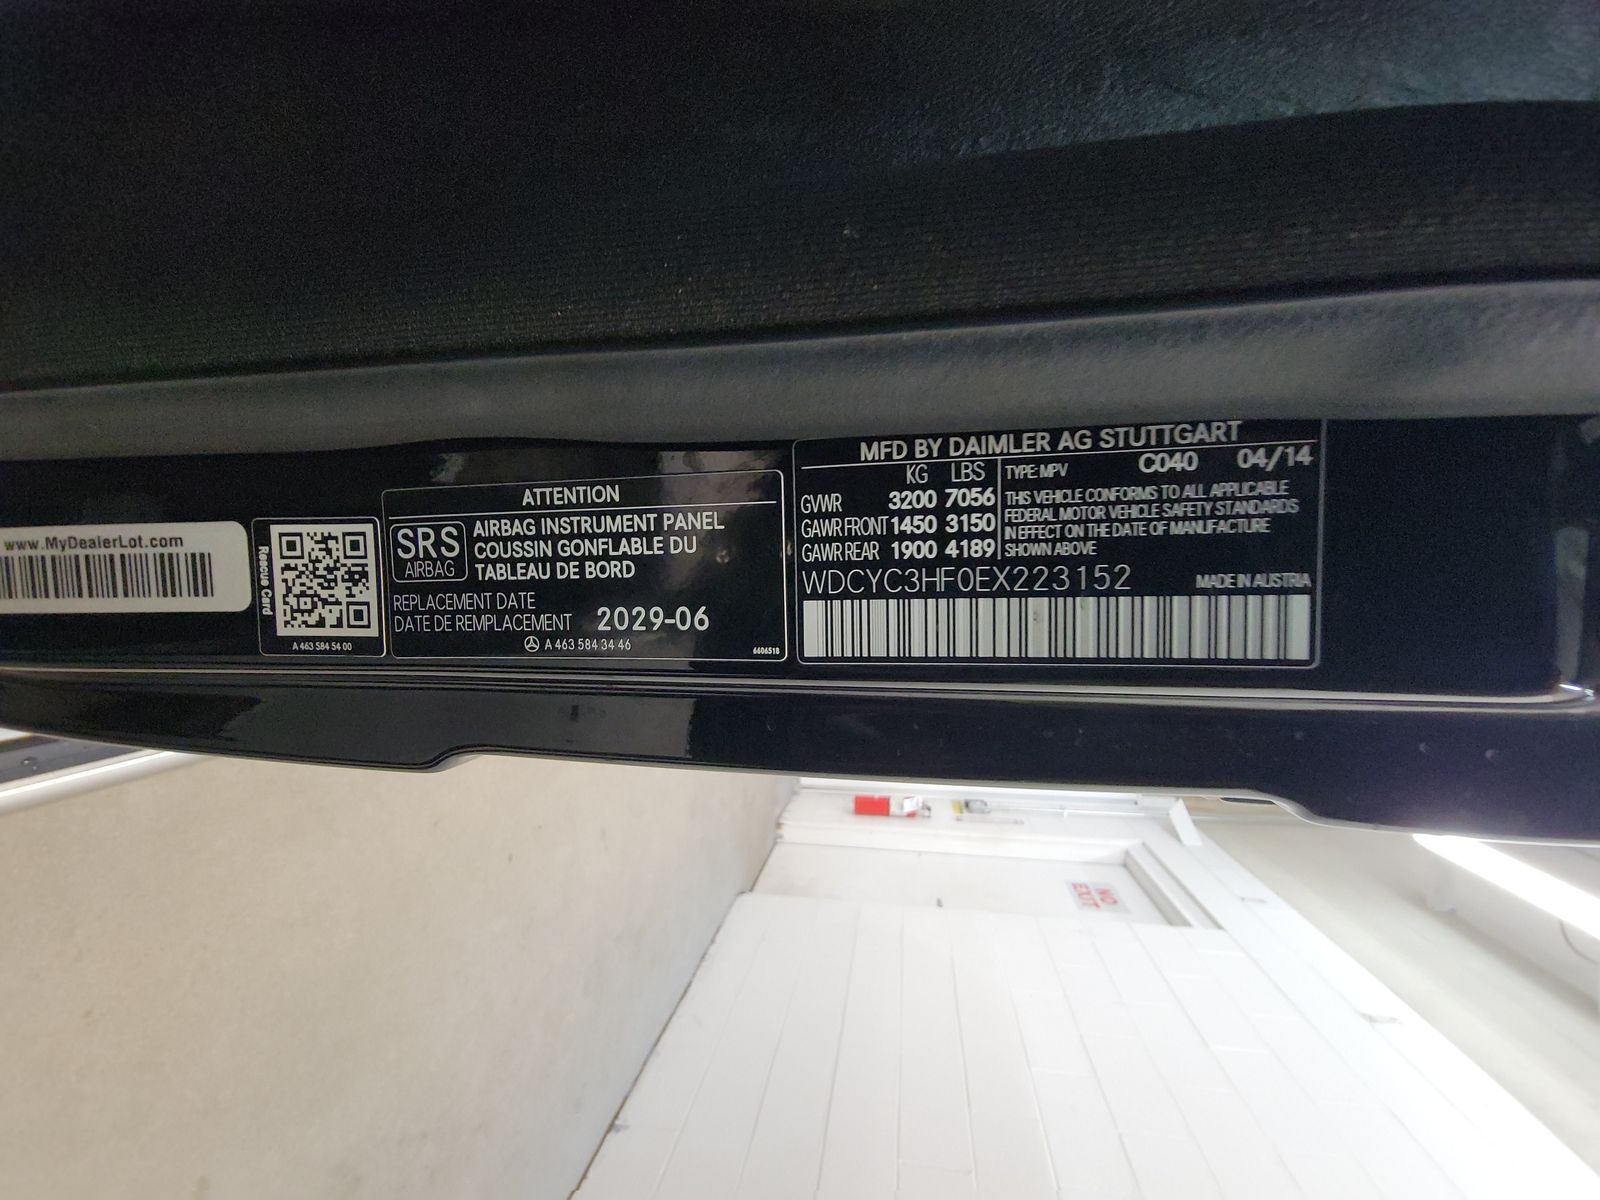 www.MyDealerLot.com
Rescue Card
A 463 584 54 00
ATTENTION
SRS
AIRBAG
AIRBAG INSTRUMENT PANEL
COUSSIN GONFLABLE DU
TABLEAU DE BORD
REPLACEMENT DATE
DATE DE REMPLACEMENT
2029-06
A 463 584 34 46
6606518
MFD BY DAIMLER AG STUTTGART
KG LBS
GVWR 3200 7056
GAWR FRONT 1450 3150
GAWR REAR 1900 4189
TYPE: MPV C040 04/14
THIS VEHICLE CONFORMS TO ALL APPLICABLE
FEDERAL MOTOR VEHICLE SAFETY STANDARDS
IN EFFECT ON THE DATE OF MANUFACTURE
SHOWN ABOVE
WDCYC3HF0EX223152
MADE IN AUSTRIA
NO
EXIT